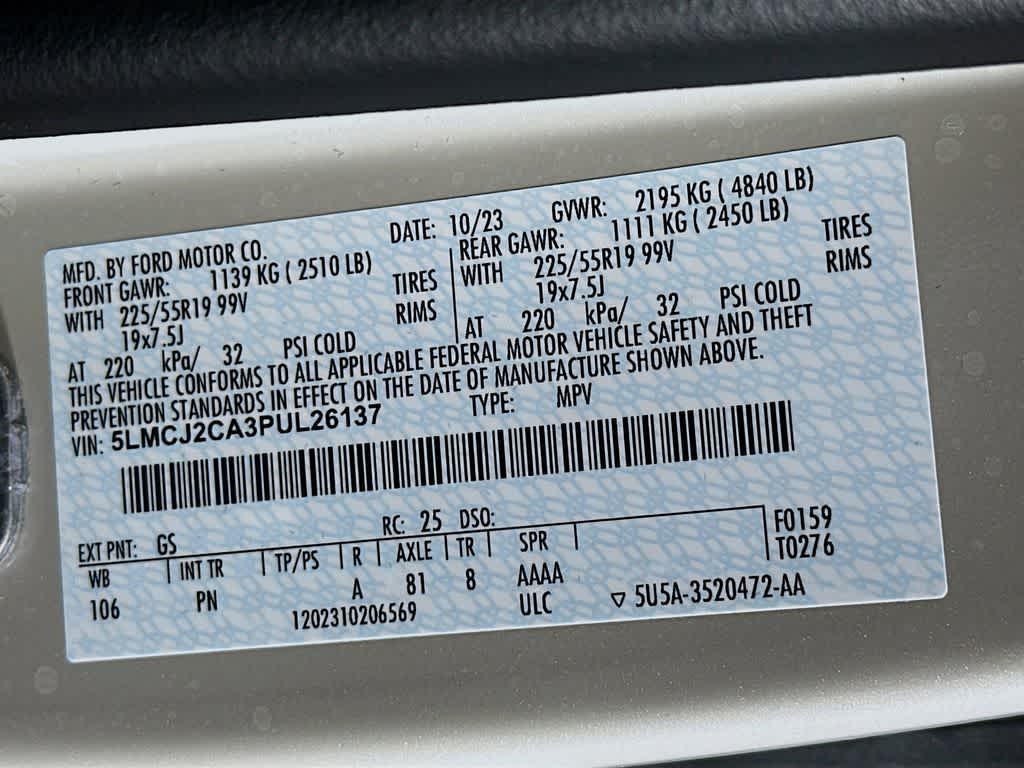 MFD. BY FORD MOTOR CO. DATE: 10/23 GVWR: 2195 KG ( 4840 LB)
FRONT GAWR: 1139 KG ( 2510 LB) REAR GAWR: 1111 KG ( 2450 LB)
WITH 225/55R19 99V TIRES WITH 225/55R19 99V TIRES
19x7.5J RIMS 19x7.5J RIMS
AT 220 kPa/ 32 PSI COLD AT 220 kPa/ 32 PSI COLD
THIS VEHICLE CONFORMS TO ALL APPLICABLE FEDERAL MOTOR VEHICLE SAFETY AND THEFT
PREVENTION STANDARDS IN EFFECT ON THE DATE OF MANUFACTURE SHOWN ABOVE.
VIN: 5LMCJ2CA3PUL26137 TYPE: MPV
EXT PNT: GS RC: 25 DSO: F0159
WB INT TR TP/PS R AXLE TR SPR T0276
106 PN A 81 8 AAAA
1202310206569 ULC ▽ 5U5A-3520472-AA